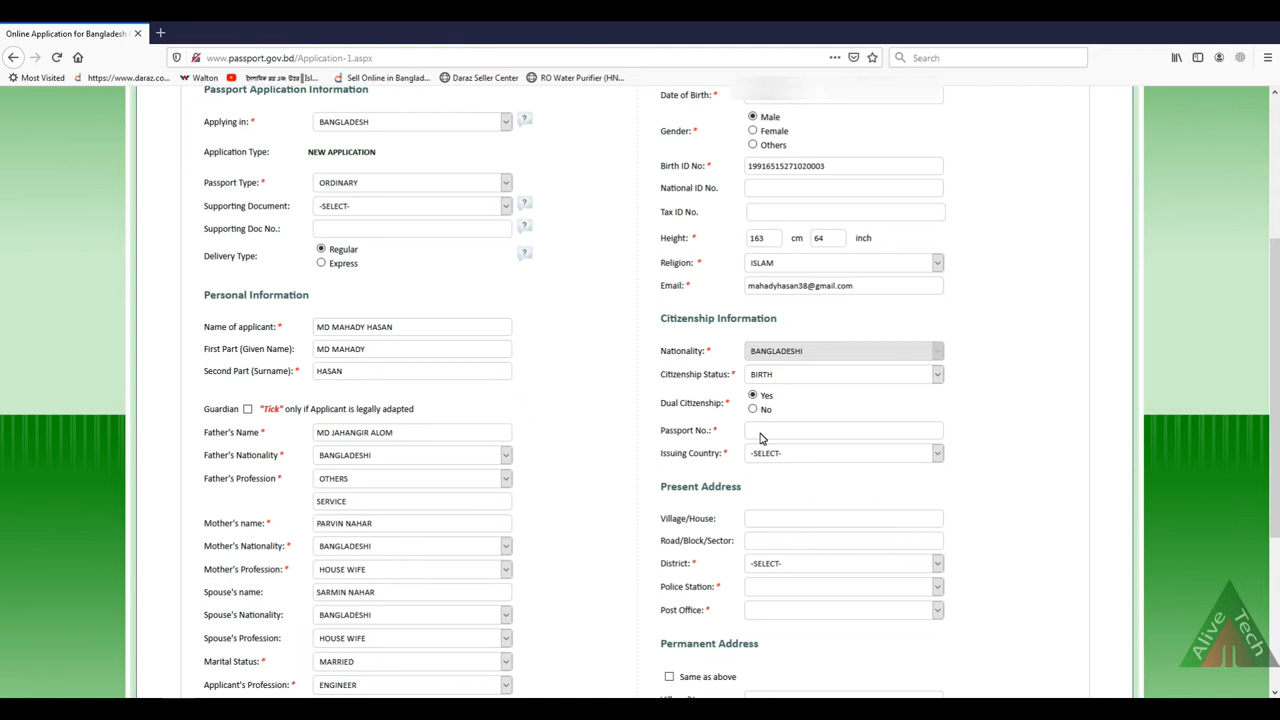 Online Application for Bangladesh
www.passport.gov.bd/Application-1.aspx
Search
Most Visited
https://www.daraz.co...
Walton
Sell Online in Banglad...
Daraz Seller Center
RO Water Purifier (HN...
Passport Application Information
Applying in: * BANGLADESH
Application Type: NEW APPLICATION
Passport Type: * ORDINARY
Supporting Document: -SELECT-
Supporting Doc No.:
Delivery Type: Regular
Express
Personal Information
Name of applicant: * MD MAHADY HASAN
First Part (Given Name): MD MAHADY
Second Part (Surname): * HASAN
Guardian "Tick" only if Applicant is legally adapted
Father's Name * MD JAHANGIR ALOM
Father's Nationality * BANGLADESHI
Father's Profession * OTHERS
SERVICE
Mother's name: * PARVIN NAHAR
Mother's Nationality: * BANGLADESHI
Mother's Profession: * HOUSE WIFE
Spouse's name: SARMIN NAHAR
Spouse's Nationality: BANGLADESHI
Spouse's Profession: HOUSE WIFE
Marital Status: * MARRIED
Applicant's Profession: * ENGINEER
Date of Birth: *
Gender: * Male
Female
Others
Birth ID No: * 19916515271020003
National ID No.
Tax ID No.
Height: * 163 cm 64 inch
Religion: * ISLAM
Email: * mahadyhasan38@gmail.com
Citizenship Information
Nationality: * BANGLADESHI
Citizenship Status: * BIRTH
Dual Citizenship: * Yes
No
Passport No.: *
Issuing Country: * -SELECT-
Present Address
Village/House:
Road/Block/Sector:
District: * -SELECT-
Police Station: *
Post Office: *
Permanent Address
Same as above
Alive Tech